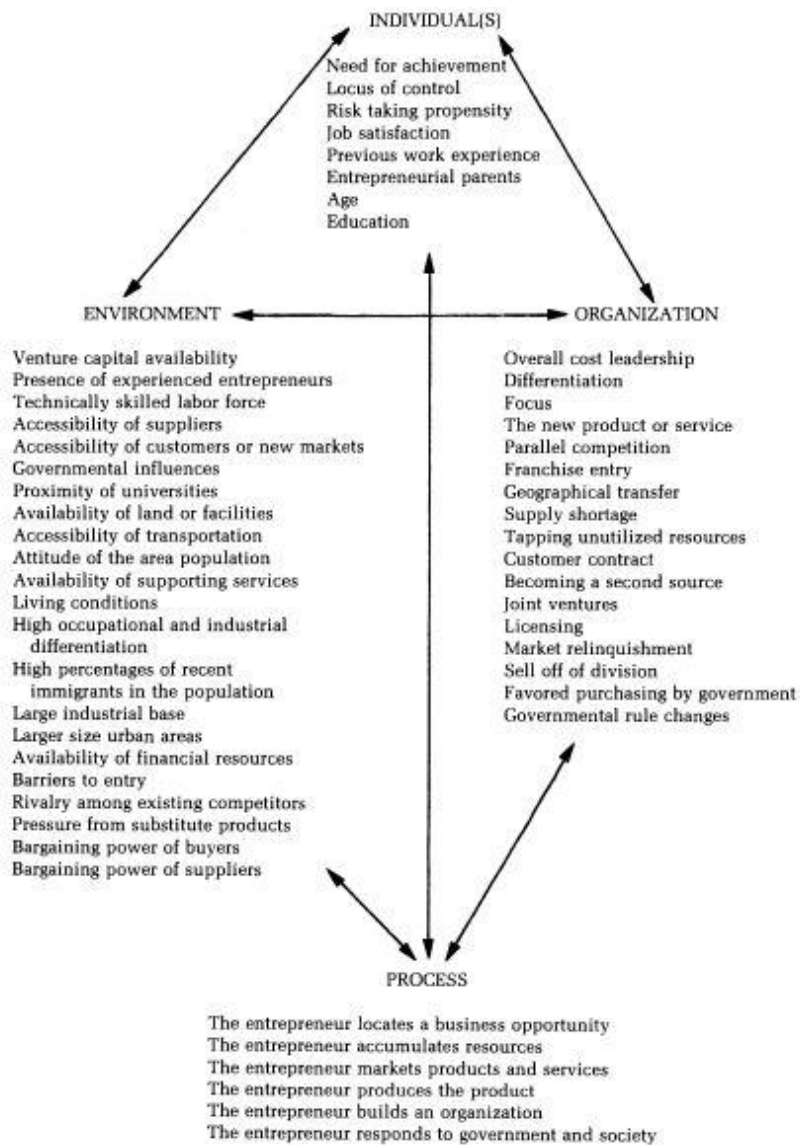 INDIVIDUAL(S)
Need for achievement
Locus of control
Risk taking propensity
Job satisfaction
Previous work experience
Entrepreneurial parents
Age
Education
ENVIRONMENT
Venture capital availability
Presence of experienced entrepreneurs
Technically skilled labor force
Accessibility of suppliers
Accessibility of customers or new markets
Governmental influences
Proximity of universities
Availability of land or facilities
Accessibility of transportation
Attitude of the area population
Availability of supporting services
Living conditions
High occupational and industrial
differentiation
High percentages of recent
immigrants in the population
Large industrial base
Larger size urban areas
Availability of financial resources
Barriers to entry
Rivalry among existing competitors
Pressure from substitute products
Bargaining power of buyers
Bargaining power of suppliers
ORGANIZATION
Overall cost leadership
Differentiation
Focus
The new product or service
Parallel competition
Franchise entry
Geographical transfer
Supply shortage
Tapping unutilized resources
Customer contract
Becoming a second source
Joint ventures
Licensing
Market relinquishment
Sell off of division
Favored purchasing by government
Governmental rule changes
PROCESS
The entrepreneur locates a business opportunity
The entrepreneur accumulates resources
The entrepreneur markets products and services
The entrepreneur produces the product
The entrepreneur builds an organization
The entrepreneur responds to government and society